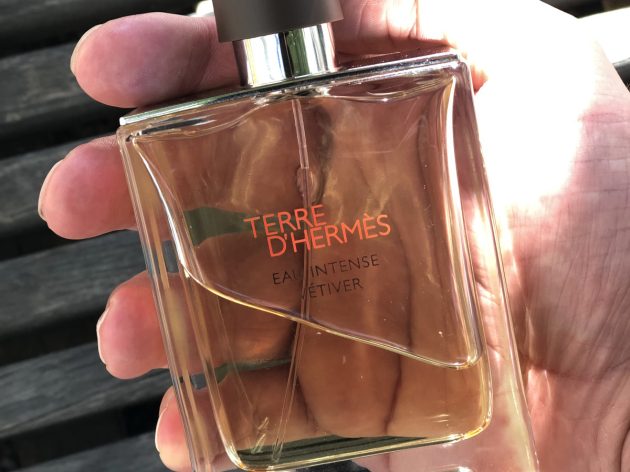 TERRE
D'HERMÈS
EAU INTENSE
VÉTIVER